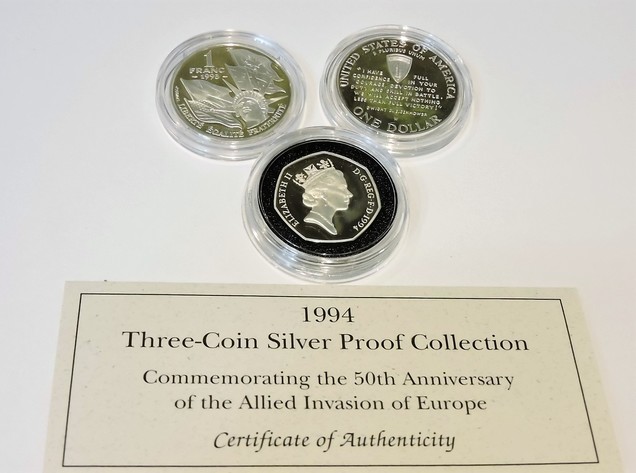 1
FRANC
1993
LIBERTÉ ÉGALITÉ FRATERNITÉ
UNITED STATES OF AMERICA
E PLURIBUS UNUM
"I HAVE FULL
CONFIDENCE IN YOUR
COURAGE, DEVOTION TO
DUTY AND SKILL IN BATTLE.
WE WILL ACCEPT NOTHING
LESS THAN FULL VICTORY!"
DWIGHT D. EISENHOWER
W
ONE DOLLAR
ELIZABETH II
D·G·REG·F·D·1994
1994
Three-Coin Silver Proof Collection
Commemorating the 50th Anniversary
of the Allied Invasion of Europe
Certificate of Authenticity